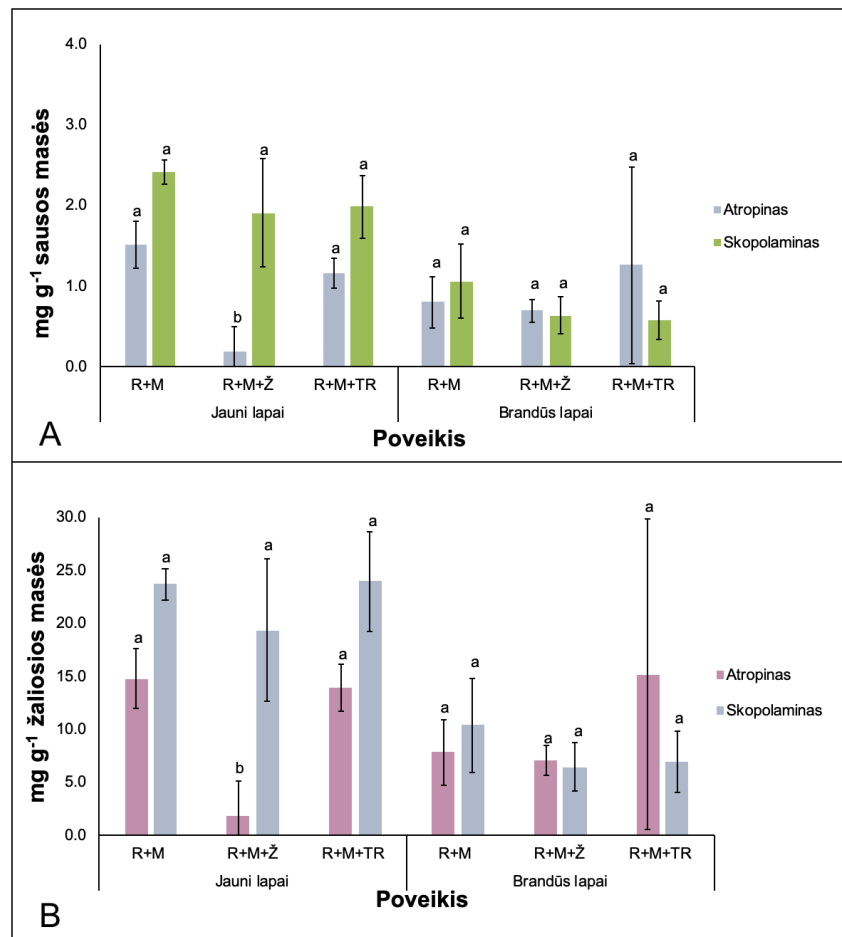 4.0
3.0
2.0
1.0
0.0
mg g-1 sausos masės
a a
b a
a a
a a
a a
a a
Atropinas
Skopolaminas
R+M R+M+Ž R+M+TR R+M R+M+Ž R+M+TR
Jauni lapai Brandūs lapai
Poveikis
A
30.0
25.0
20.0
15.0
10.0
5.0
0.0
mg g-1 žaliosios masės
a a
b a
a a
a a
a a
a a
Atropinas
Skopolaminas
R+M R+M+Ž R+M+TR R+M R+M+Ž R+M+TR
Jauni lapai Brandūs lapai
Poveikis
B